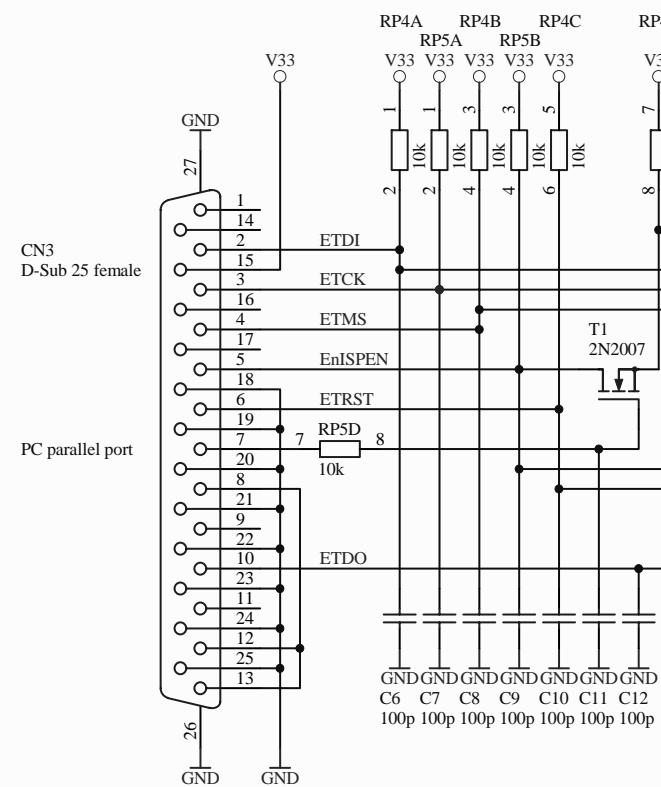 RP4A RP4B RP4C
RP5A RP5B
V33 V33 V33 V33 V33 V33
1 1 3 3 5 7
10k 10k 10k 10k 10k
2 2 4 4 6 8
GND
27
1
14
2 ETDI
CN3
D-Sub 25 female
15
3 ETCK
16
4 ETMS
T1
2N2007
17
5 EnISPEN
18
6 ETRST
19 RP5D
PC parallel port
7 7 8
20 10k
8
21
9
22
10 ETDO
23
11
24
12
25
13
GND GND GND GND GND GND GND
C6 C7 C8 C9 C10 C11 C12
100p 100p 100p 100p 100p 100p 100p
26
GND GND